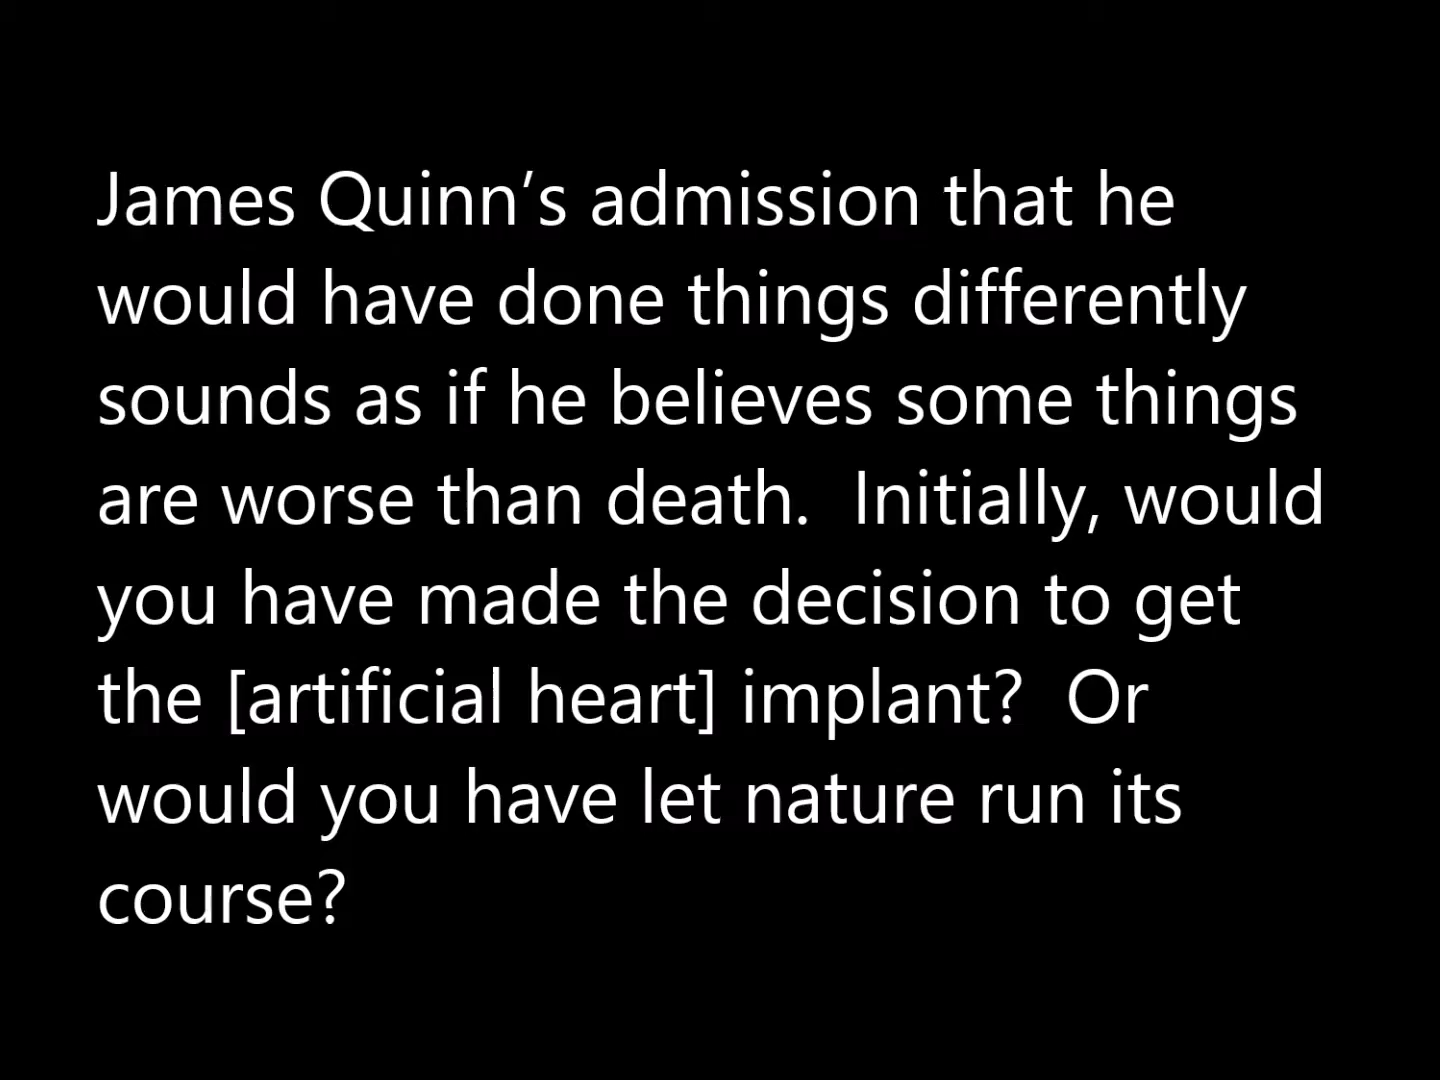 James Quinn’s admission that he
would have done things differently
sounds as if he believes some things
are worse than death.  Initially, would
you have made the decision to get
the [artificial heart] implant?  Or
would you have let nature run its
course?